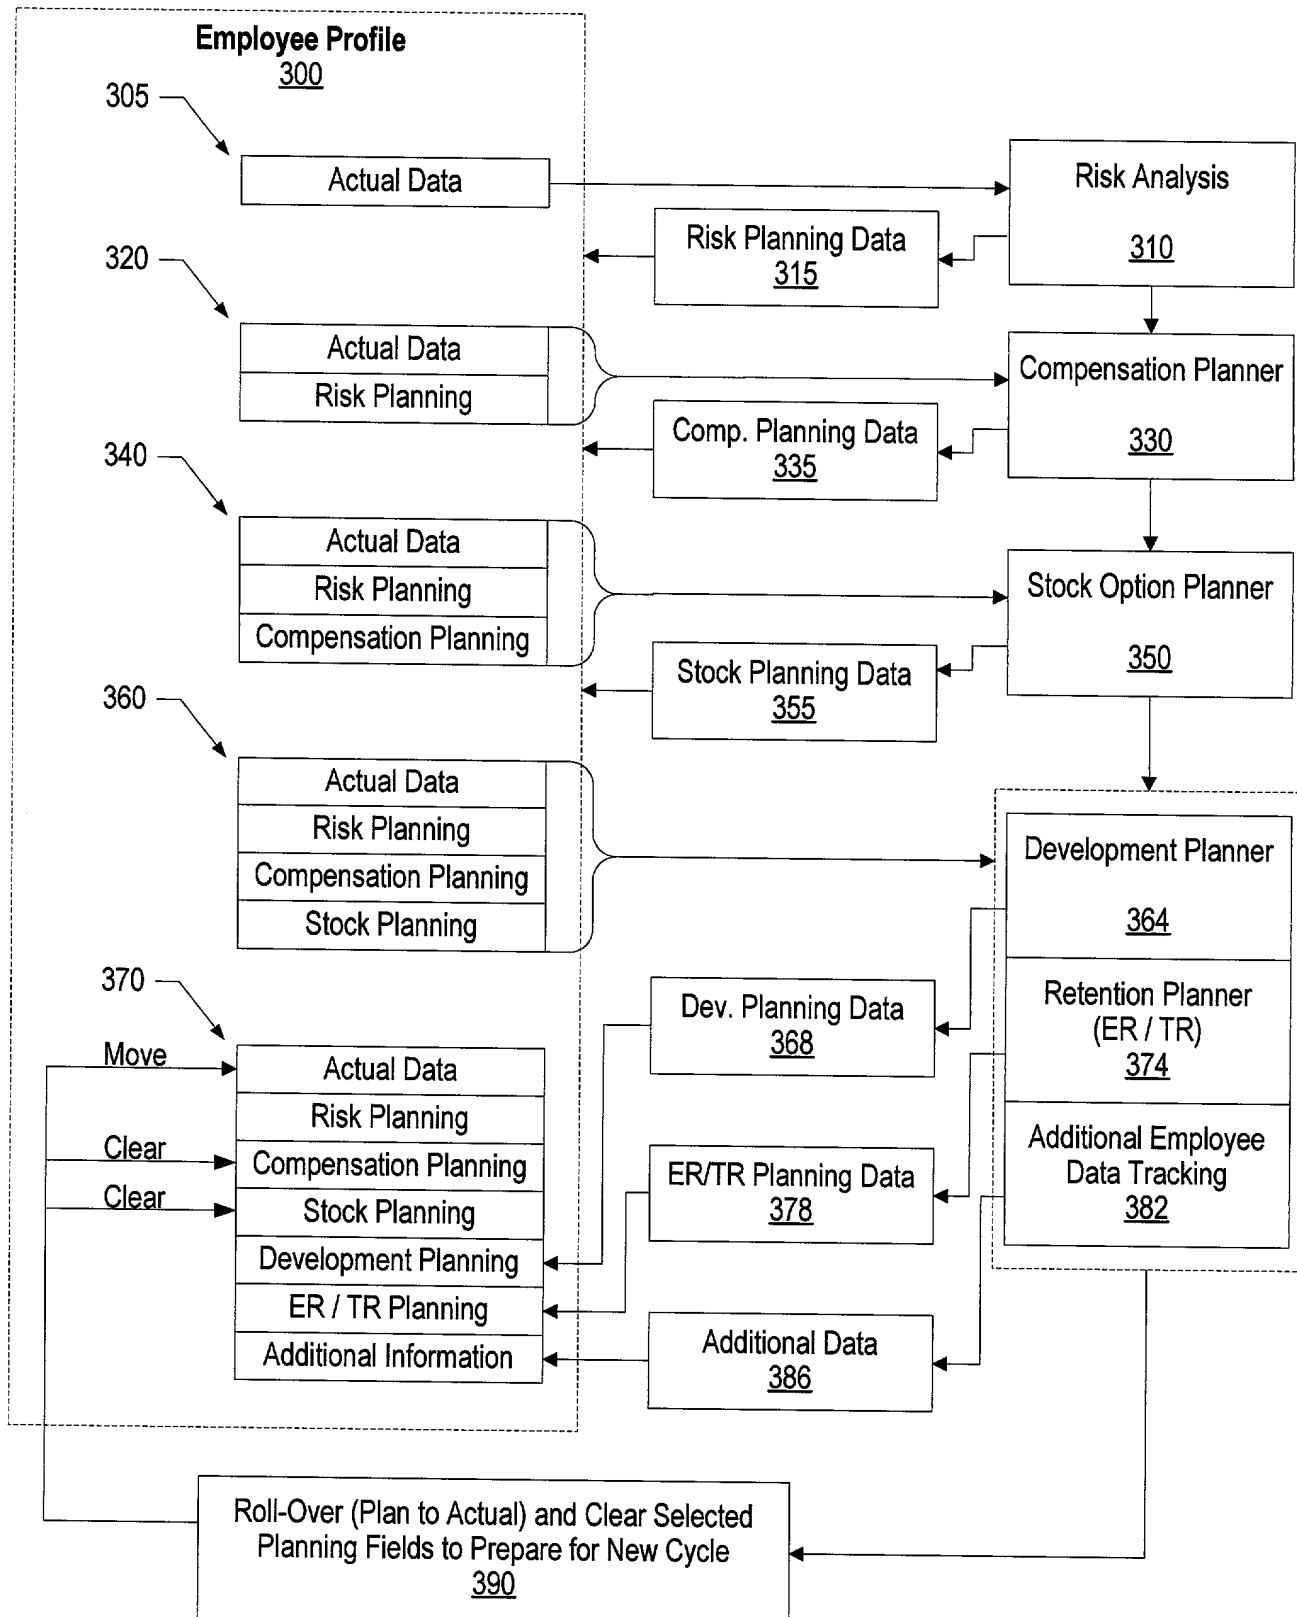 Employee Profile
300
305
Actual Data
Risk Analysis
310
Risk Planning Data
315
320
Actual Data
Risk Planning
Compensation Planner
330
Comp. Planning Data
335
340
Actual Data
Risk Planning
Compensation Planning
Stock Option Planner
350
Stock Planning Data
355
360
Actual Data
Risk Planning
Compensation Planning
Stock Planning
Development Planner
364
Dev. Planning Data
368
Retention Planner
(ER / TR)
374
370
Move
Actual Data
Risk Planning
Clear
Compensation Planning
Clear
Stock Planning
Development Planning
ER / TR Planning
Additional Information
ER/TR Planning Data
378
Additional Employee
Data Tracking
382
Additional Data
386
Roll-Over (Plan to Actual) and Clear Selected
Planning Fields to Prepare for New Cycle
390